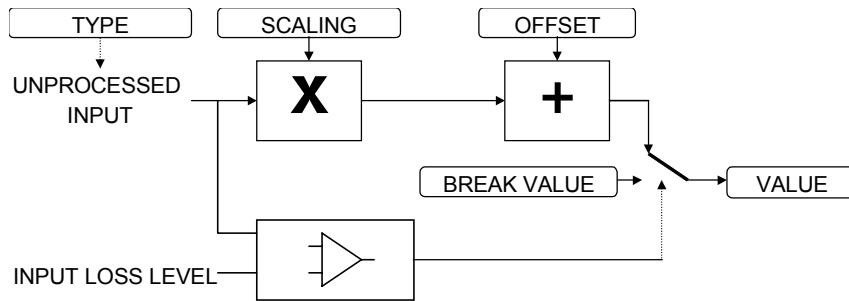 TYPE
SCALING
OFFSET
UNPROCESSED
INPUT
X
+
BREAK VALUE
VALUE
INPUT LOSS LEVEL